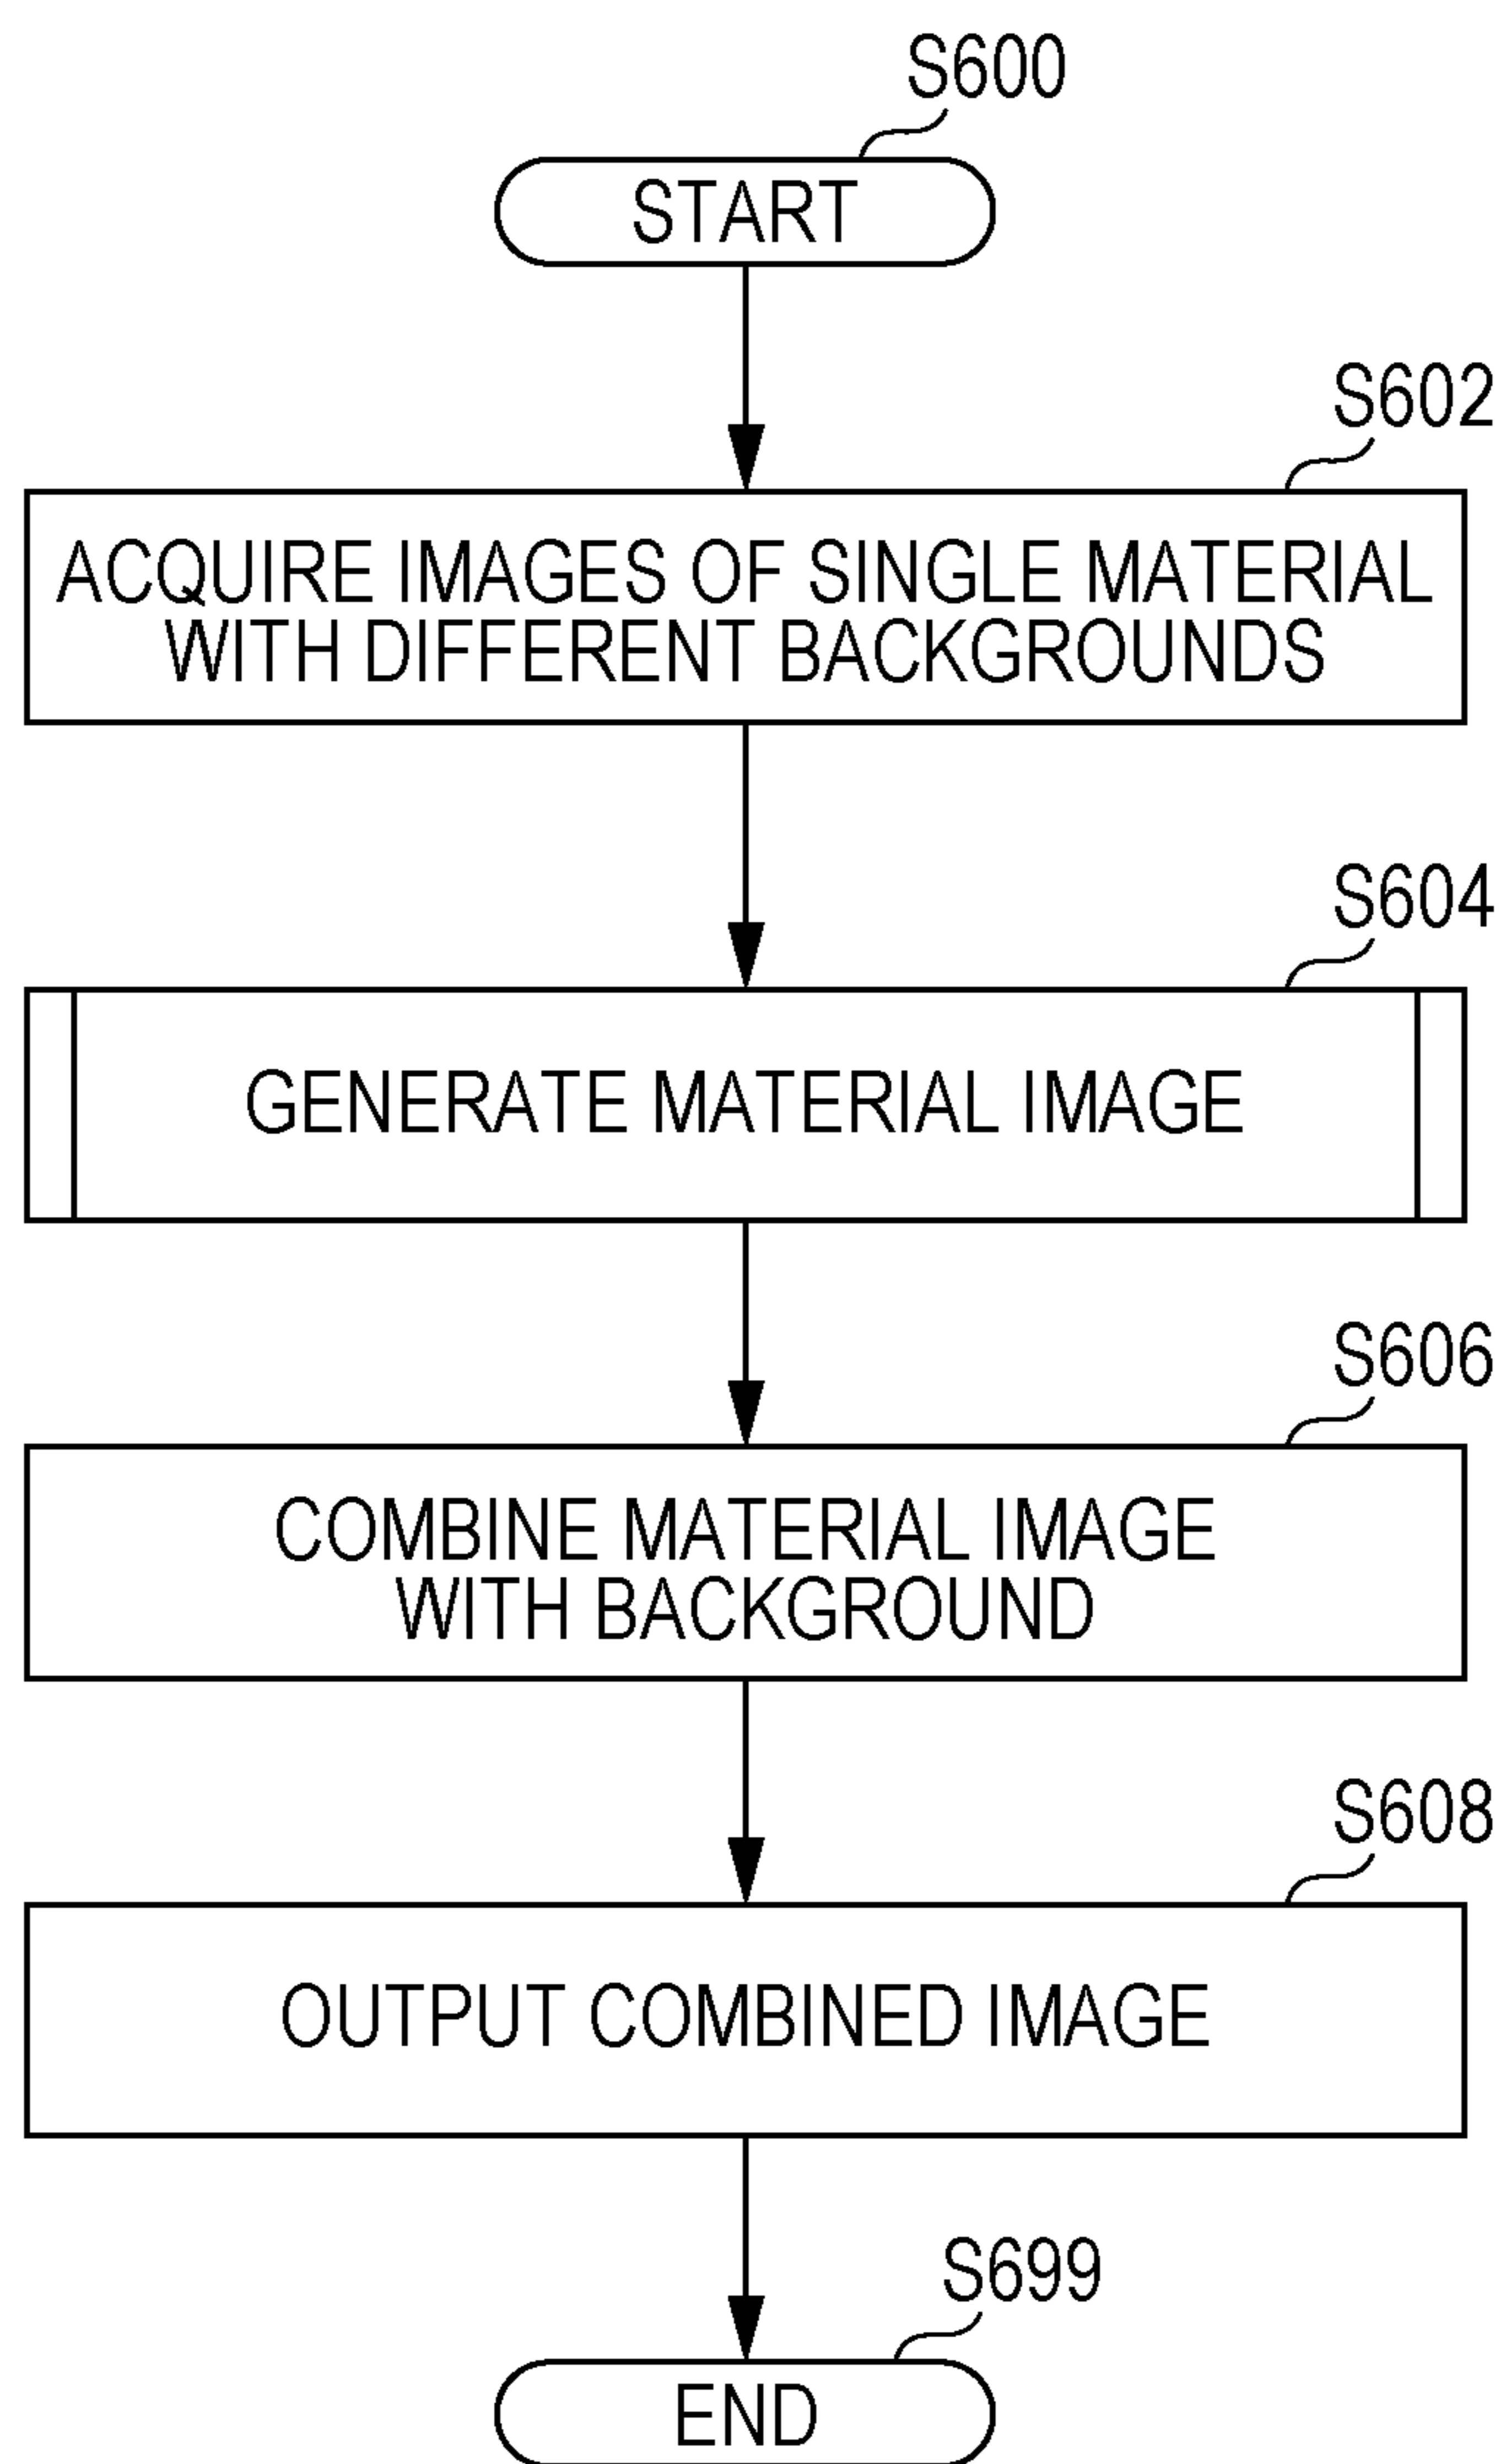 S600
START
S602
ACQUIRE IMAGES OF SINGLE MATERIAL
WITH DIFFERENT BACKGROUNDS
S604
GENERATE MATERIAL IMAGE
S606
COMBINE MATERIAL IMAGE
WITH BACKGROUND
S608
OUTPUT COMBINED IMAGE
S699
END